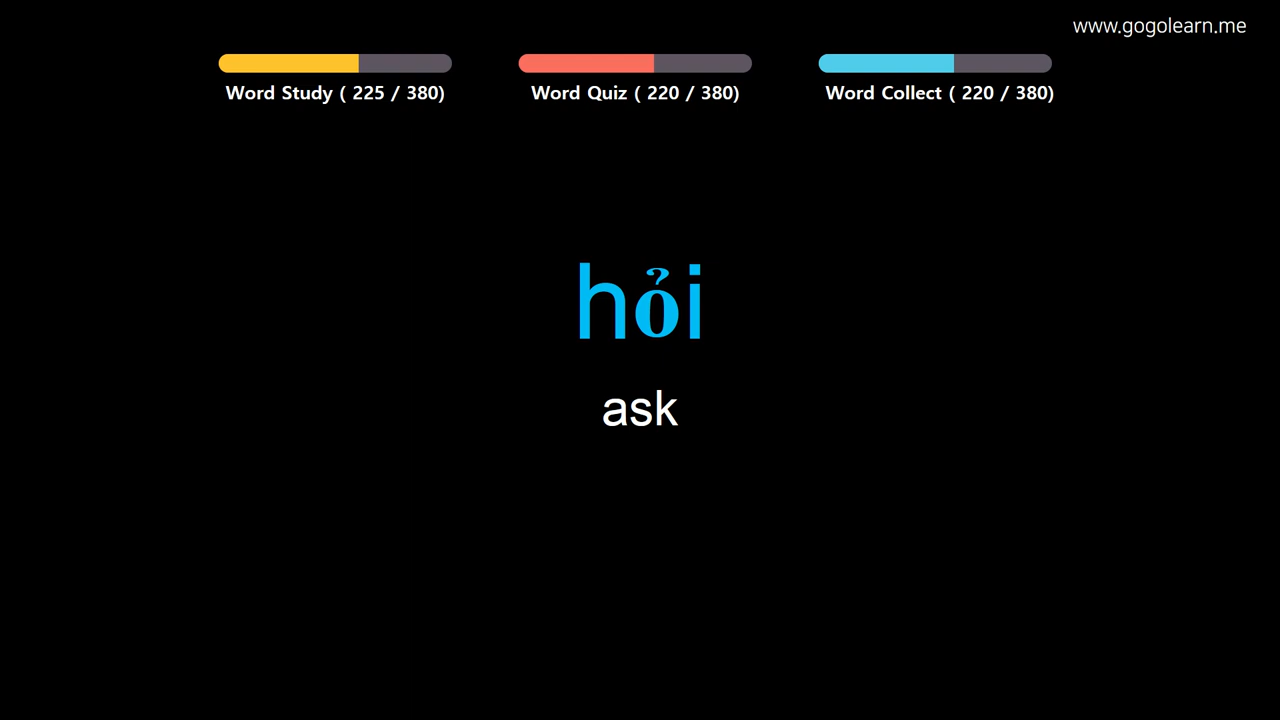 www.gogolearn.me
Word Study ( 225 / 380)
Word Quiz ( 220 / 380)
Word Collect ( 220 / 380)
hỏi
ask